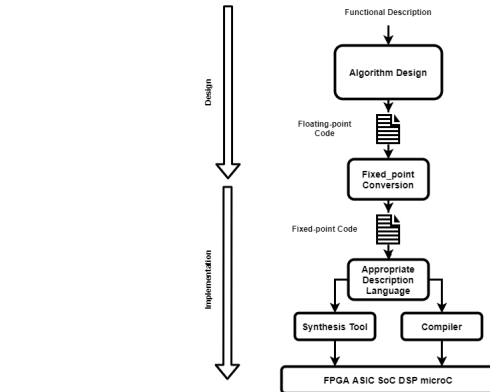 Functional Description
Algorithm Design
Design
Floating-point
Code
Fixed_point
Conversion
Fixed-point Code
Implementation
Appropriate
Description
Language
Synthesis Tool
Compiler
FPGA ASIC SoC DSP microC